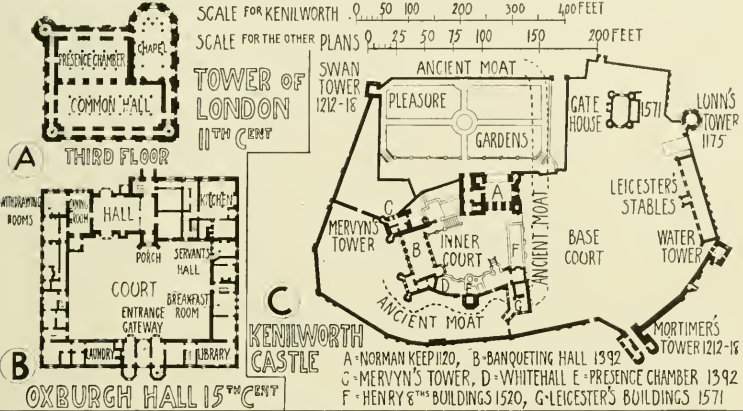 SCALE FOR KENILWORTH 0 50 100 200 300 400 FEET
SCALE FOR THE OTHER PLANS 0 25 50 75 100 150 200 FEET
PRESENCE CHAMBER
CHAPEL
COMMON HALL
A
THIRD FLOOR
TOWER OF
LONDON
11TH CENT
WITHDRAWING
ROOMS
DINING
ROOM
HALL
KITCHEN
PORCH
SERVANTS
HALL
COURT
BREAKFAST
ROOM
ENTRANCE
GATEWAY
LAUNDRY
LIBRARY
B
OXBURGH HALL 15TH CENT
SWAN
TOWER
1212-18
ANCIENT MOAT
PLEASURE
GARDENS
GATE
HOUSE
1571
LUNN'S
TOWER
1175
LEICESTER'S
STABLES
WATER
TOWER
MORTIMER'S
TOWER 1212-18
BASE
COURT
ANCIENT MOAT
A
C
MERVYN'S
TOWER
B
INNER
COURT
F
D
E
G
ANCIENT MOAT
C
KENILWORTH
CASTLE
A=NORMAN KEEP 1120, B=BANQUETING HALL 1392
C=MERVYN'S TOWER, D=WHITEHALL E=PRESENCE CHAMBER 1392
F=HENRY 8THS BUILDINGS 1520, G=LEICESTER'S BUILDINGS 1571